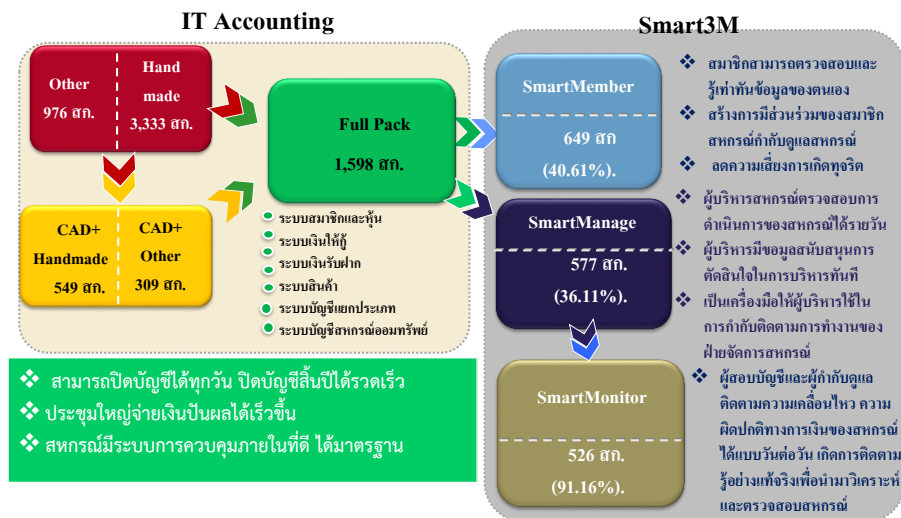 IT Accounting
Other
976 สก.
Hand
made
3,333 สก.
Full Pack
1,598 สก.
CAD+
Handmade
549 สก.
CAD+
Other
309 สก.
ระบบสมาชิกและหุ้น
ระบบเงินให้กู้
ระบบเงินรับฝาก
ระบบสินค้า
ระบบบัญชีแยกประเภท
ระบบบัญชีสหกรณ์ออมทรัพย์
❖ สามารถปิดบัญชีได้ทุกวัน ปิดบัญชีสิ้นปีได้รวดเร็ว
❖ ประชุมใหญ่จ่ายเงินปันผลได้เร็วขึ้น
❖ สหกรณ์มีระบบการควบคุมภายในที่ดี ได้มาตรฐาน
Smart3M
SmartMember
649 สก
(40.61%).
SmartManage
577 สก.
(36.11%).
SmartMonitor
526 สก.
(91.16%).
❖ สมาชิกสามารถตรวจสอบและ
รู้เท่าทันข้อมูลของตนเอง
❖ สร้างการมีส่วนร่วมของสมาชิก
สหกรณ์กำกับดูแลสหกรณ์
❖ ลดความเสี่ยงการเกิดทุจริต
❖ ผู้บริหารสหกรณ์ตรวจสอบการ
ดำเนินการของสหกรณ์ได้รายวัน
❖ ผู้บริหารมีขอมูลสนับสนุนการ
ตัดสินใจในการบริหารทันที
❖ เป็นเครื่องมือให้ผู้บริหารใช้ใน
การกำกับติดตามการทำงานของ
ฝ่ายจัดการสหกรณ์
❖ ผู้สอบบัญชีและผู้กำกับดูแล
ติดตามความเคลื่อนไหว ความ
ผิดปกติทางการเงินของสหกรณ์
ได้แบบวันต่อวัน เกิดการติดตาม
รู้อย่างแท้จริงเพื่อนำมาวิเคราะห์
และตรวจสอบสหกรณ์